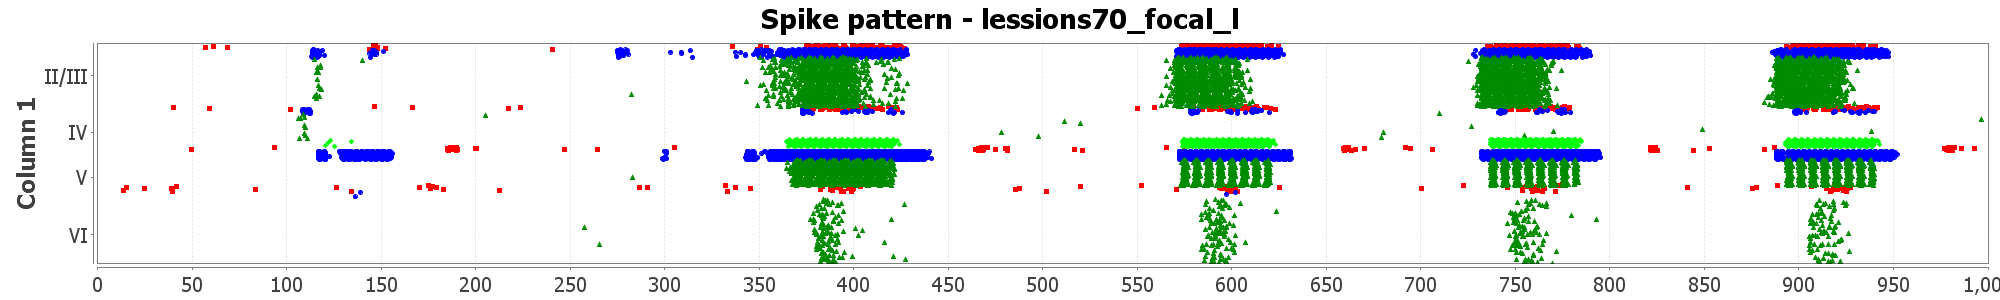 Spike pattern - lessions70_focal_l
Column 1
II/III
IV
V
VI
0 50 100 150 200 250 300 350 400 450 500 550 600 650 700 750 800 850 900 950 1,00